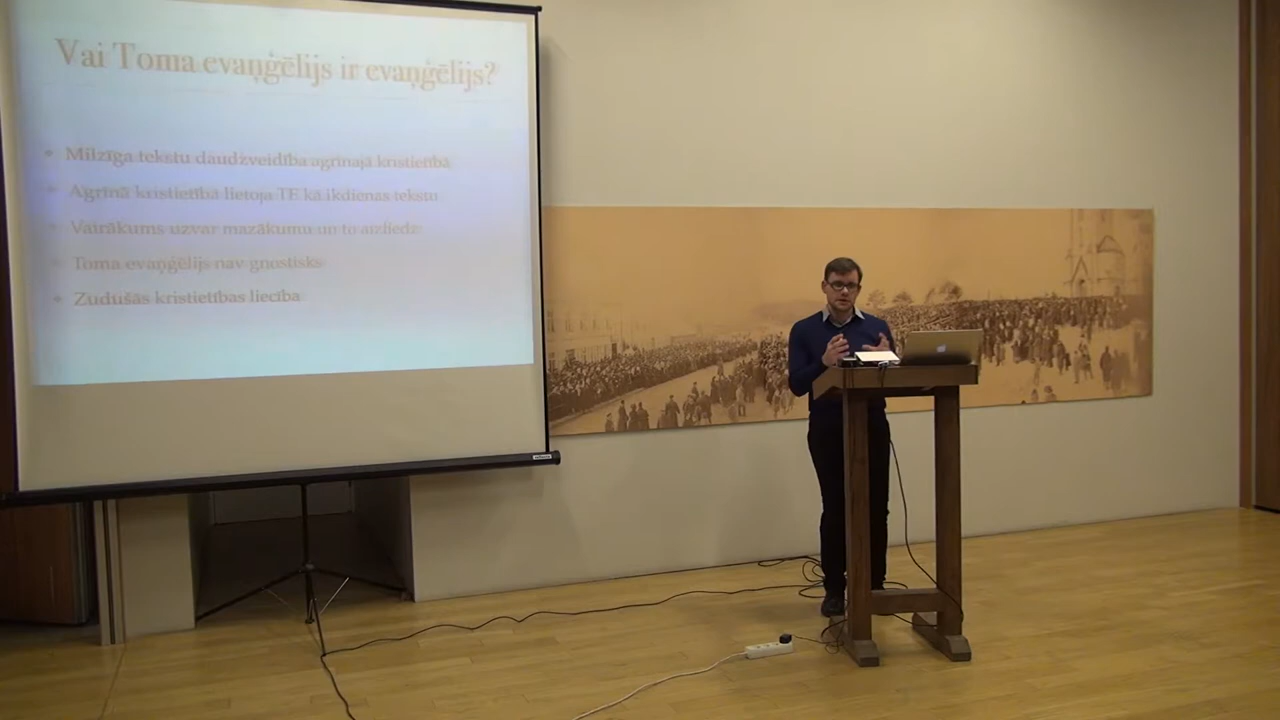 Vai Toma evaņģēlijs ir evaņģēlijs?
• Milzīga tekstu daudzveidība agrīnajā kristietībā
• Agrīnā kristietība lietoja TE kā ikdienas tekstu
• Vairākums uzvar mazākumu un to aizliedz
• Toma evaņģēlijs nav gnostisks
• Zudušās kristietības liecība